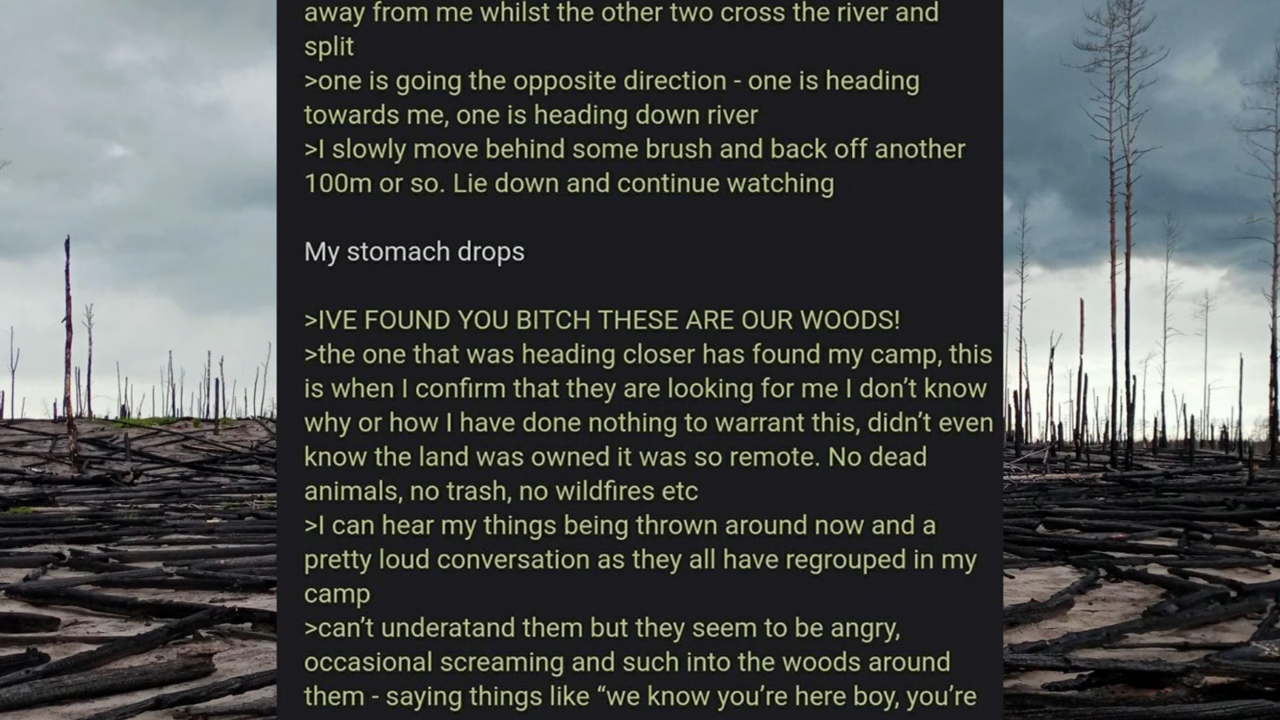 away from me whilst the other two cross the river and
split
>one is going the opposite direction - one is heading
towards me, one is heading down river
>I slowly move behind some brush and back off another
100m or so. Lie down and continue watching
My stomach drops
>IVE FOUND YOU BITCH THESE ARE OUR WOODS!
>the one that was heading closer has found my camp, this
is when I confirm that they are looking for me I don’t know
why or how I have done nothing to warrant this, didn’t even
know the land was owned it was so remote. No dead
animals, no trash, no wildfires etc
>I can hear my things being thrown around now and a
pretty loud conversation as they all have regrouped in my
camp
>can’t underatand them but they seem to be angry,
occasional screaming and such into the woods around
them - saying things like “we know you’re here boy, you’re